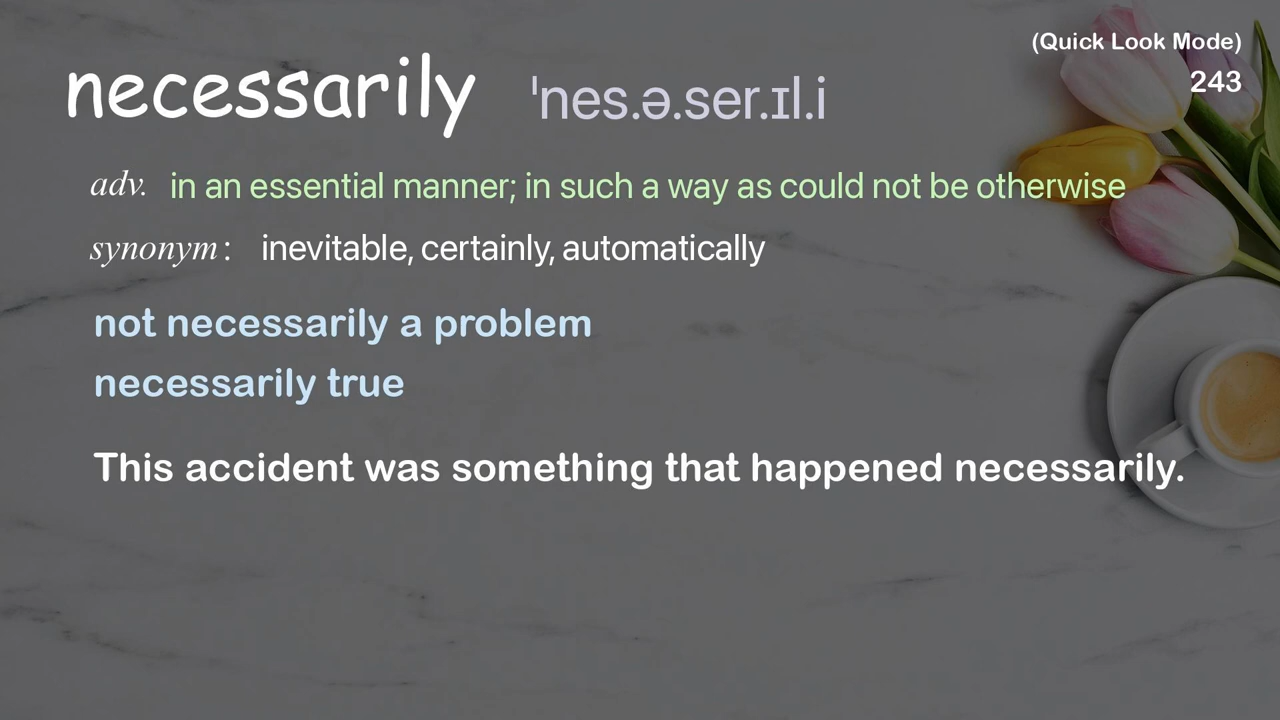 (Quick Look Mode)
necessarily ˈnes.ə.ser.ɪl.i
243
adv. in an essential manner; in such a way as could not be otherwise
synonym: inevitable, certainly, automatically
not necessarily a problem
necessarily true
This accident was something that happened necessarily.